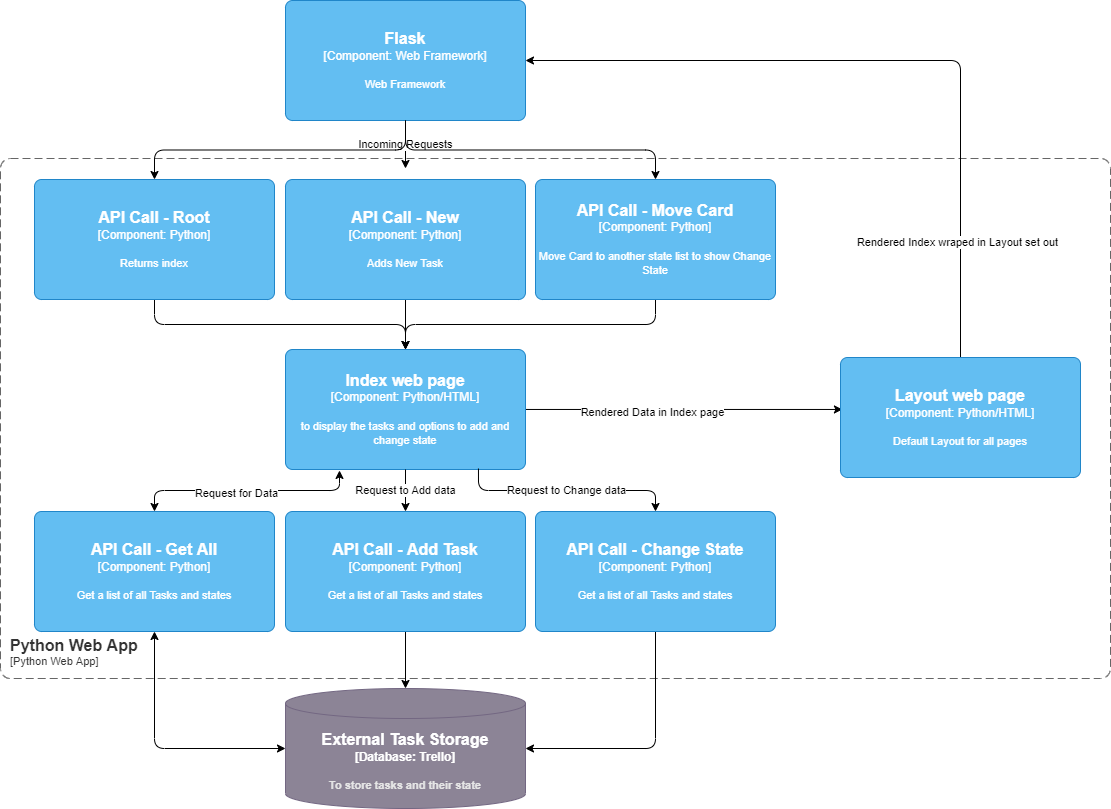 Flask
[Component: Web Framework]
Web Framework
Incoming Requests
API Call - Root
[Component: Python]
Returns index
API Call - New
[Component: Python]
Adds New Task
API Call - Move Card
[Component: Python]
Move Card to another state list to show Change
State
Rendered Index wraped in Layout set out
Index web page
[Component: Python/HTML]
to display the tasks and options to add and
change state
Rendered Data in Index page
Layout web page
[Component: Python/HTML]
Default Layout for all pages
Request for Data
Request to Add data
Request to Change data
API Call - Get All
[Component: Python]
Get a list of all Tasks and states
API Call - Add Task
[Component: Python]
Get a list of all Tasks and states
API Call - Change State
[Component: Python]
Get a list of all Tasks and states
Python Web App
[Python Web App]
External Task Storage
[Database: Trello]
To store tasks and their state